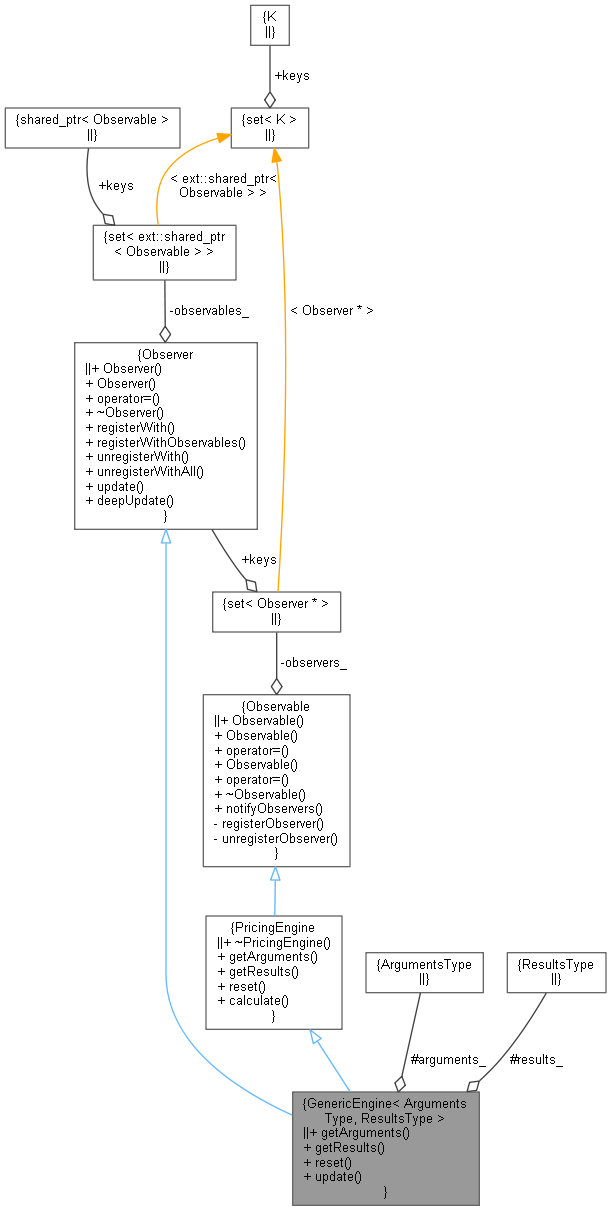 {K
||}
+keys
{shared_ptr< Observable >
||}
{set< K >
||}
+keys
< ext::shared_ptr<
Observable > >
{set< ext::shared_ptr
< Observable > >
||}
-observables_
< Observer * >
{Observer
||+ Observer()
+ Observer()
+ operator=()
+ ~Observer()
+ registerWith()
+ registerWithObservables()
+ unregisterWith()
+ unregisterWithAll()
+ update()
+ deepUpdate()
}
+keys
{set< Observer * >
||}
-observers_
{Observable
||+ Observable()
+ Observable()
+ operator=()
+ Observable()
+ operator=()
+ ~Observable()
+ notifyObservers()
- registerObserver()
- unregisterObserver()
}
{PricingEngine
||+ ~PricingEngine()
+ getArguments()
+ getResults()
+ reset()
+ calculate()
}
{ArgumentsType
||}
{ResultsType
||}
#arguments_
#results_
{GenericEngine< Arguments
Type, ResultsType >
||+ getArguments()
+ getResults()
+ reset()
+ update()
}